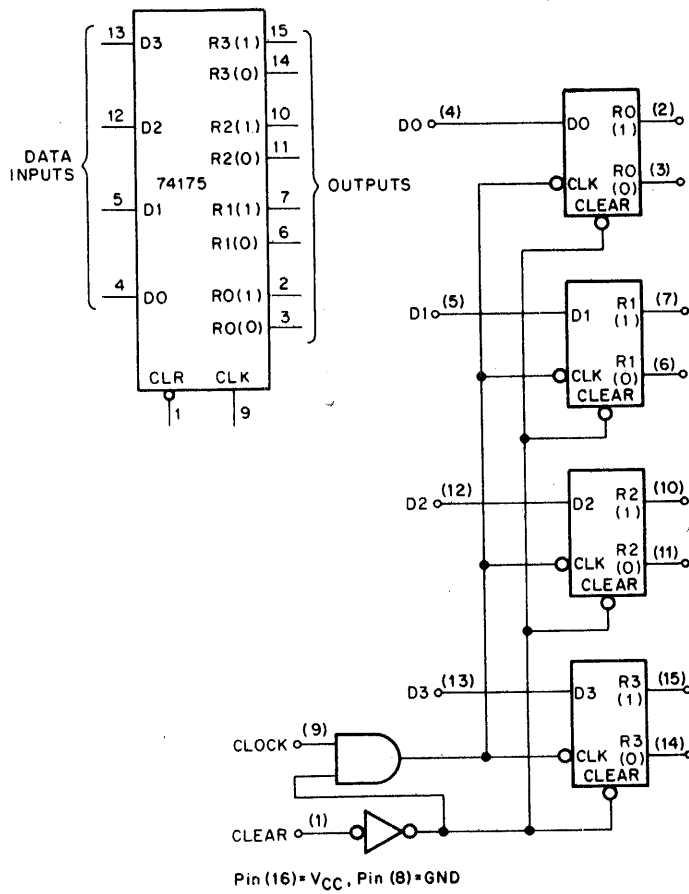 13 D3
12 D2
5 D1
4 D0
DATA
INPUTS
74175
R3(1) 15
R3(0) 14
R2(1) 10
R2(0) 11
R1(1) 7
R1(0) 6
R0(1) 2
R0(0) 3
OUTPUTS
CLR CLK
1 9
D0 (4) D0 R0 (1) (2)
R0 (0) (3)
CLK
CLEAR
D1 (5) D1 R1 (1) (7)
R1 (0) (6)
CLK
CLEAR
D2 (12) D2 R2 (1) (10)
R2 (0) (11)
CLK
CLEAR
D3 (13) D3 R3 (1) (15)
R3 (0) (14)
CLK
CLEAR
CLOCK (9)
CLEAR (1)
Pin (16) = VCC, Pin (8) = GND